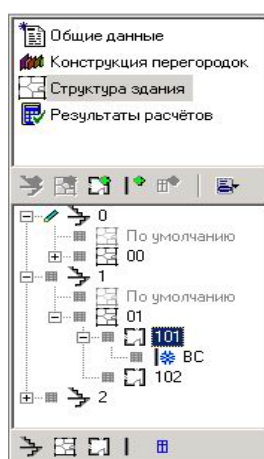 Общие данные
Конструкция перегородок
Структура здания
Результаты расчётов
0
По умолчанию
00
1
По умолчанию
01
101
ВС
102
2